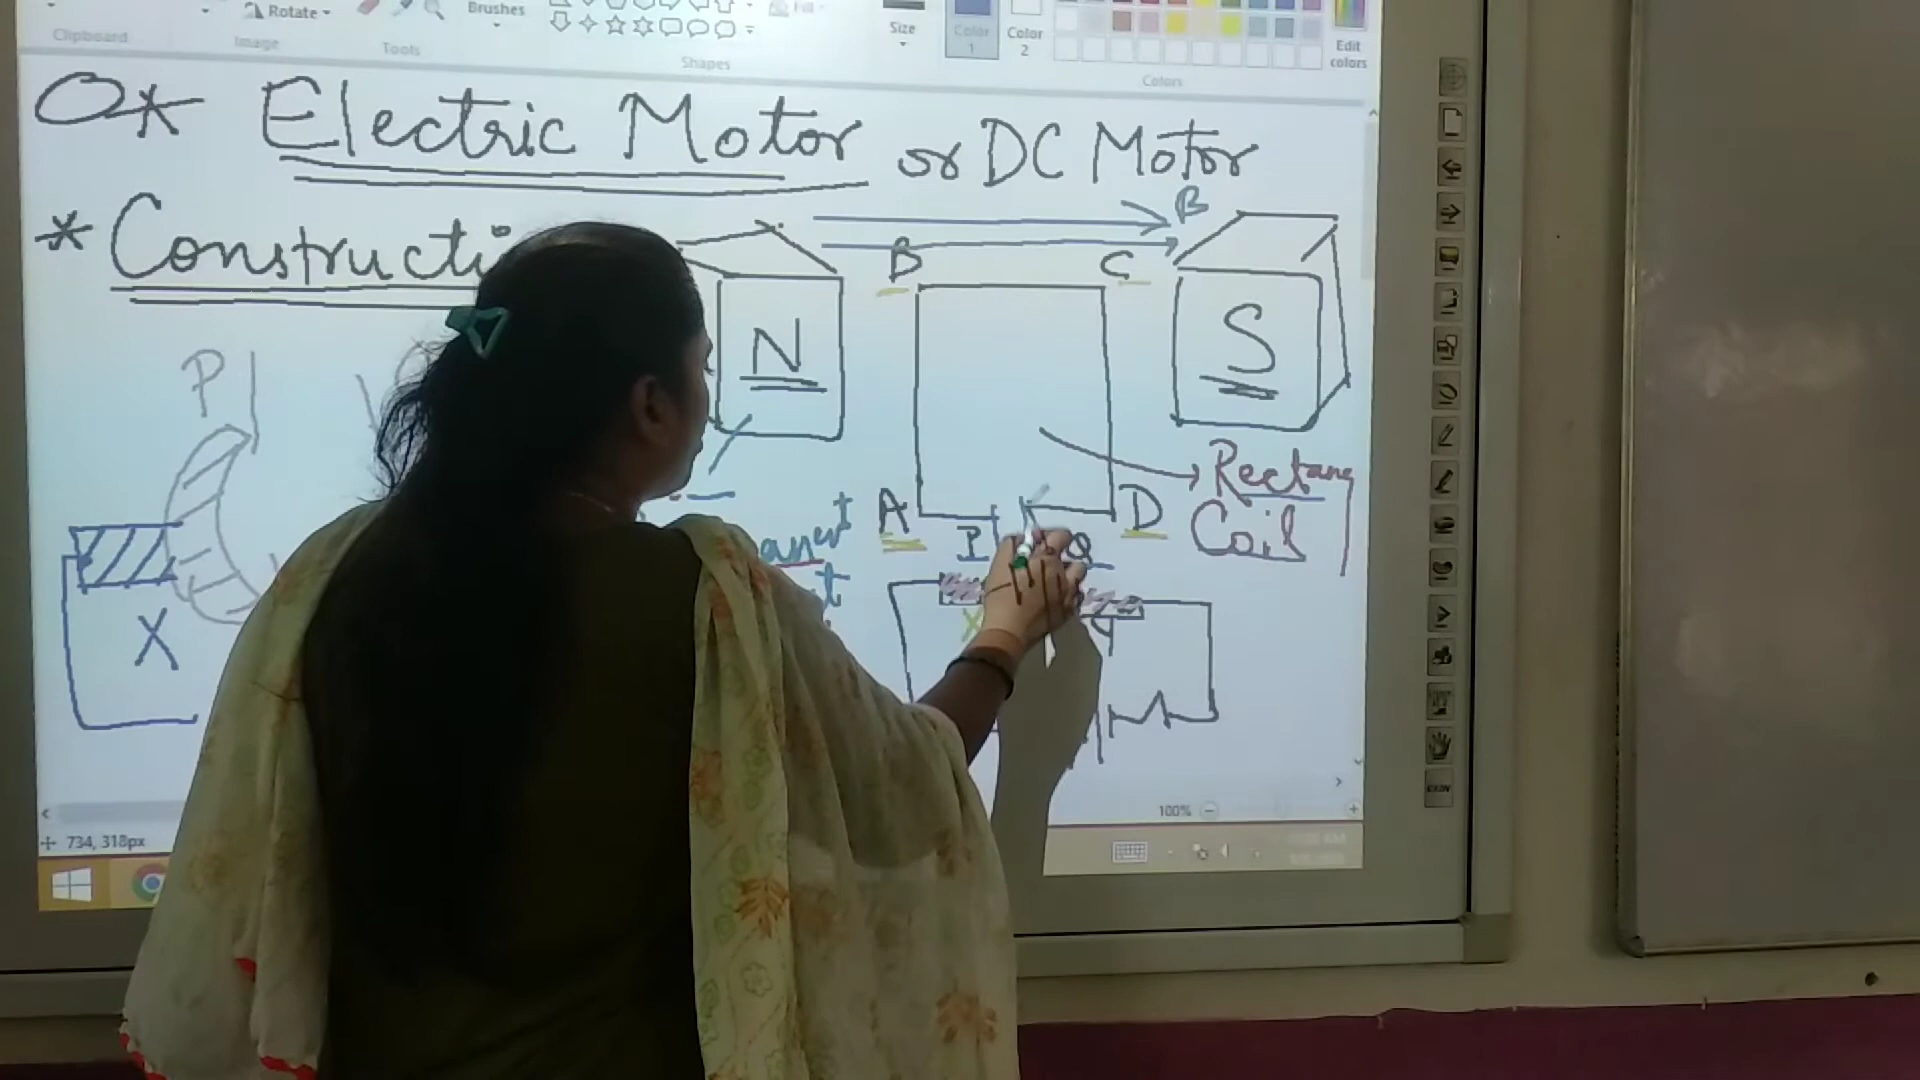 Rotate
Brushes
Fill
Size
Color 1
Color 2
Edit colors
Clipboard
Image
Tools
Shapes
Colors
* Electric Motor or DC Motor
* Constructi
B
B
C
N
S
P
A
D
P
Q
Rectang
Coil
X
X
100%
734, 318px